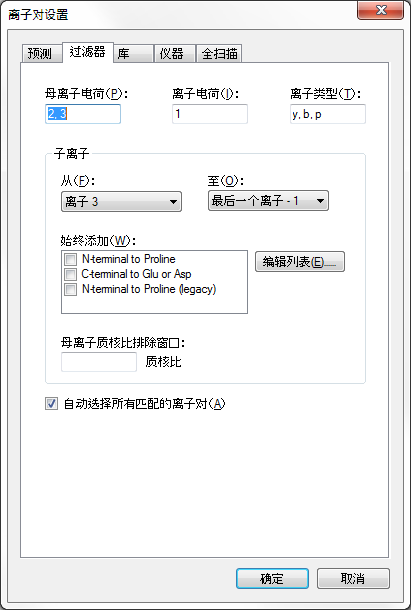 离子对设置
预测 过滤器 库 仪器 全扫描
母离子电荷(P): 离子电荷(I): 离子类型(T):
2, 3 1 y, b, p
子离子
从(F): 至(O):
离子 3 最后一个离子 - 1
始终添加(W):
N-terminal to Proline
C-terminal to Glu or Asp
N-terminal to Proline (legacy)
编辑列表(E)....
母离子质核比排除窗口:
质核比
自动选择所有匹配的离子对(A)
确定 取消